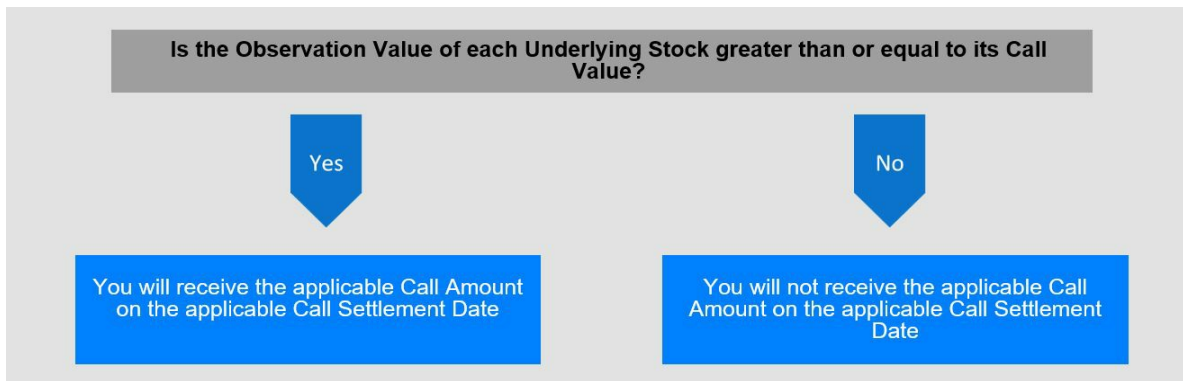 Is the Observation Value of each Underlying Stock greater than or equal to its Call
Value?
Yes
No
You will receive the applicable Call Amount
on the applicable Call Settlement Date
You will not receive the applicable Call
Amount on the applicable Call Settlement
Date